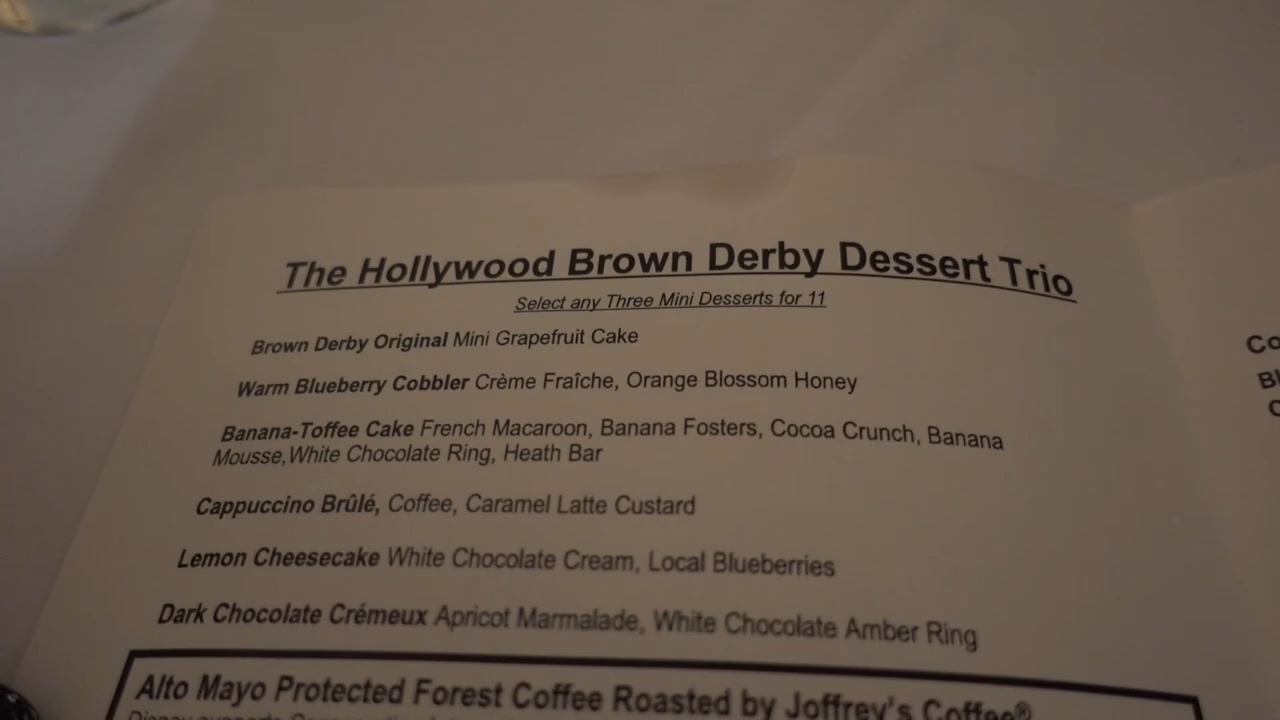 The Hollywood Brown Derby Dessert Trio
Select any Three Mini Desserts for 11
Brown Derby Original Mini Grapefruit Cake
Warm Blueberry Cobbler Crème Fraîche, Orange Blossom Honey
Banana-Toffee Cake French Macaroon, Banana Fosters, Cocoa Crunch, Banana
Mousse,White Chocolate Ring, Heath Bar
Cappuccino Brûlé, Coffee, Caramel Latte Custard
Lemon Cheesecake White Chocolate Cream, Local Blueberries
Dark Chocolate Crémeux Apricot Marmalade, White Chocolate Amber Ring
Alto Mayo Protected Forest Coffee Roasted by Joffrey's Coffee®